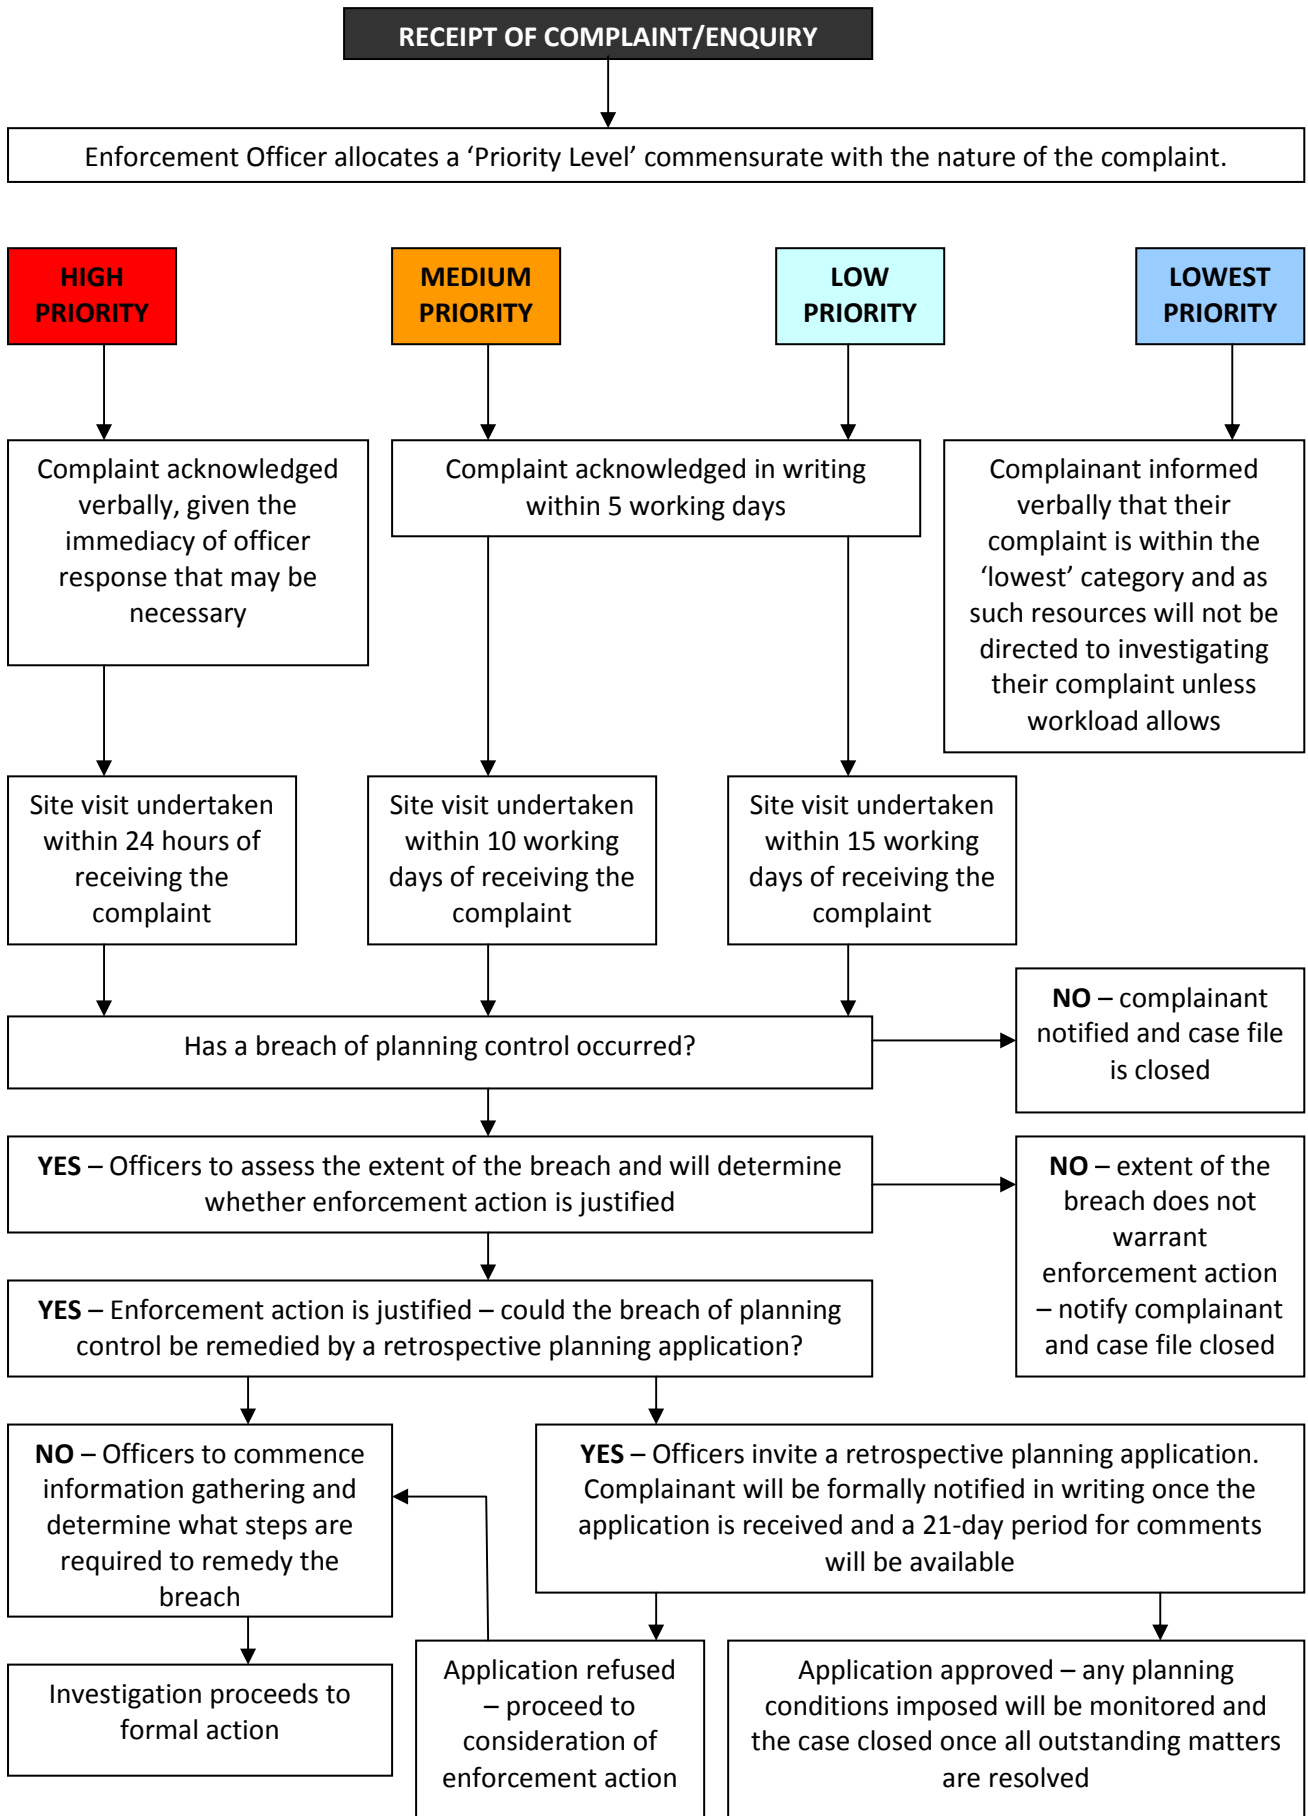 RECEIPT OF COMPLAINT/ENQUIRY
Enforcement Officer allocates a ‘Priority Level’ commensurate with the nature of the complaint.
HIGH
PRIORITY
MEDIUM
PRIORITY
LOW
PRIORITY
LOWEST
PRIORITY
Complaint acknowledged
verbally, given the
immediacy of officer
response that may be
necessary
Complaint acknowledged in writing
within 5 working days
Complainant informed
verbally that their
complaint is within the
‘lowest’ category and as
such resources will not be
directed to investigating
their complaint unless
workload allows
Site visit undertaken
within 24 hours of
receiving the
complaint
Site visit undertaken
within 10 working
days of receiving the
complaint
Site visit undertaken
within 15 working
days of receiving the
complaint
Has a breach of planning control occurred?
NO – complainant
notified and case file
is closed
YES – Officers to assess the extent of the breach and will determine
whether enforcement action is justified
NO – extent of the
breach does not
warrant
enforcement action
– notify complainant
and case file closed
YES – Enforcement action is justified – could the breach of planning
control be remedied by a retrospective planning application?
NO – Officers to commence
information gathering and
determine what steps are
required to remedy the
breach
YES – Officers invite a retrospective planning application.
Complainant will be formally notified in writing once the
application is received and a 21-day period for comments
will be available
Investigation proceeds to
formal action
Application refused
– proceed to
consideration of
enforcement action
Application approved – any planning
conditions imposed will be monitored and
the case closed once all outstanding matters
are resolved